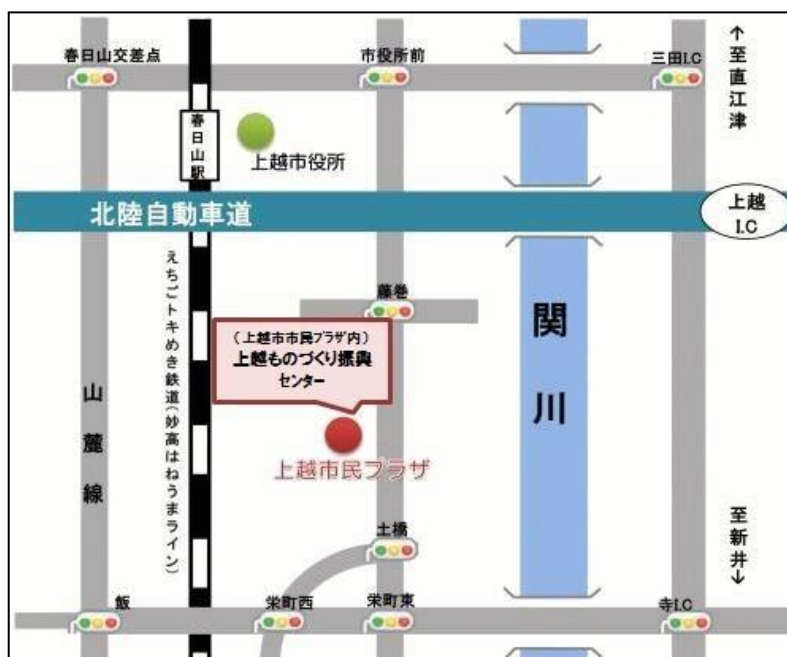 春日山交差点
市役所前
三田I.C
↑至直江津
春日山駅
上越市役所
北陸自動車道
上越
I.C
えちごトキめき鉄道(妙高はねうまライン)
藤巻
(上越市市民プラザ内)
上越ものづくり振興
センター
関川
山麓線
上越市民プラザ
土橋
至新井↓
飯
栄町西
栄町東
寺I.C